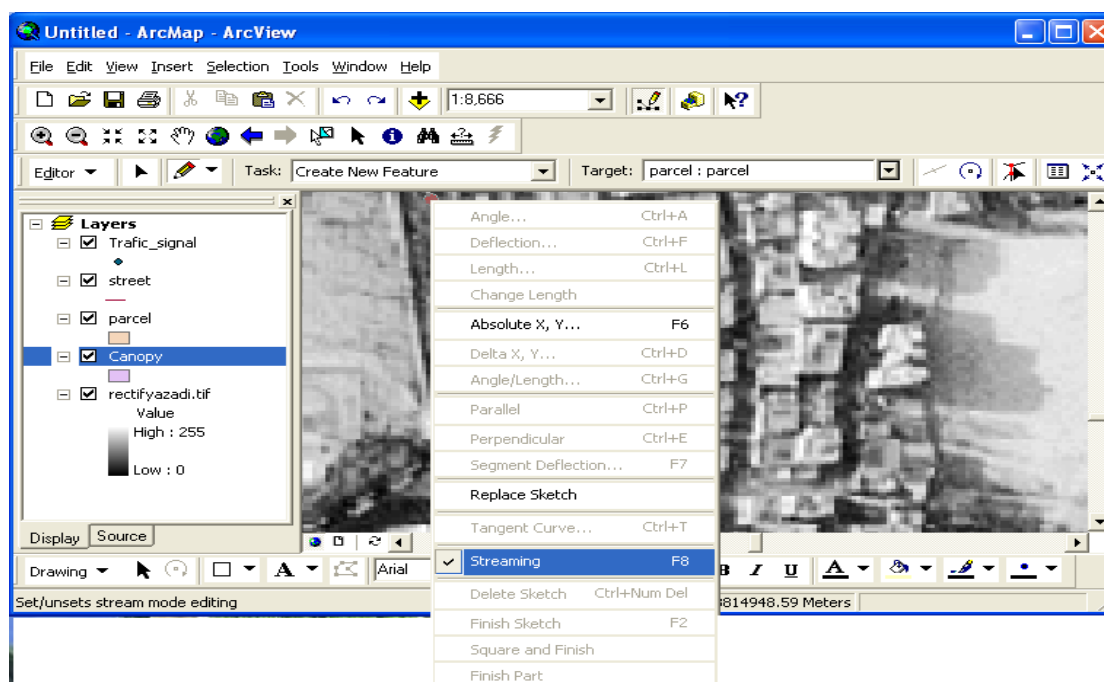 Untitled - ArcMap - ArcView
File Edit View Insert Selection Tools Window Help
1:8,666
Editor Task: Create New Feature Target: parcel : parcel
Layers
Trafic_signal
street
parcel
Canopy
rectifyazadi.tif
Value
High : 255
Low : 0
Display Source
Angle... Ctrl+A
Deflection... Ctrl+F
Length... Ctrl+L
Change Length
Absolute X, Y... F6
Delta X, Y... Ctrl+D
Angle/Length... Ctrl+G
Parallel Ctrl+P
Perpendicular Ctrl+E
Segment Deflection... F7
Replace Sketch
Tangent Curve... Ctrl+T
Streaming F8
Delete Sketch Ctrl+Num Del
Finish Sketch F2
Square and Finish
Finish Part
Drawing A Arial B I U A
Set/unsets stream mode editing 814948.59 Meters